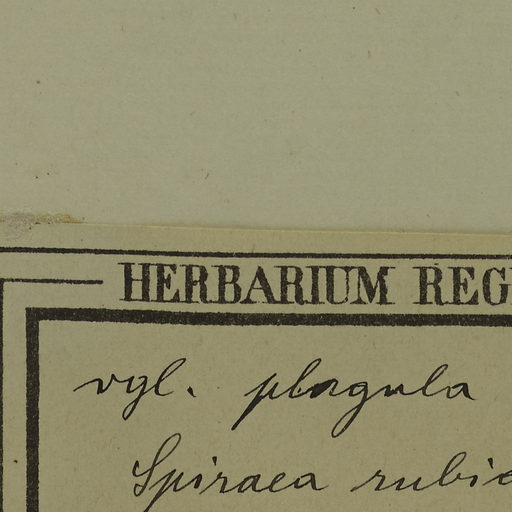 HERBARIUM REG
vgl. plagula
Spiraea rubi